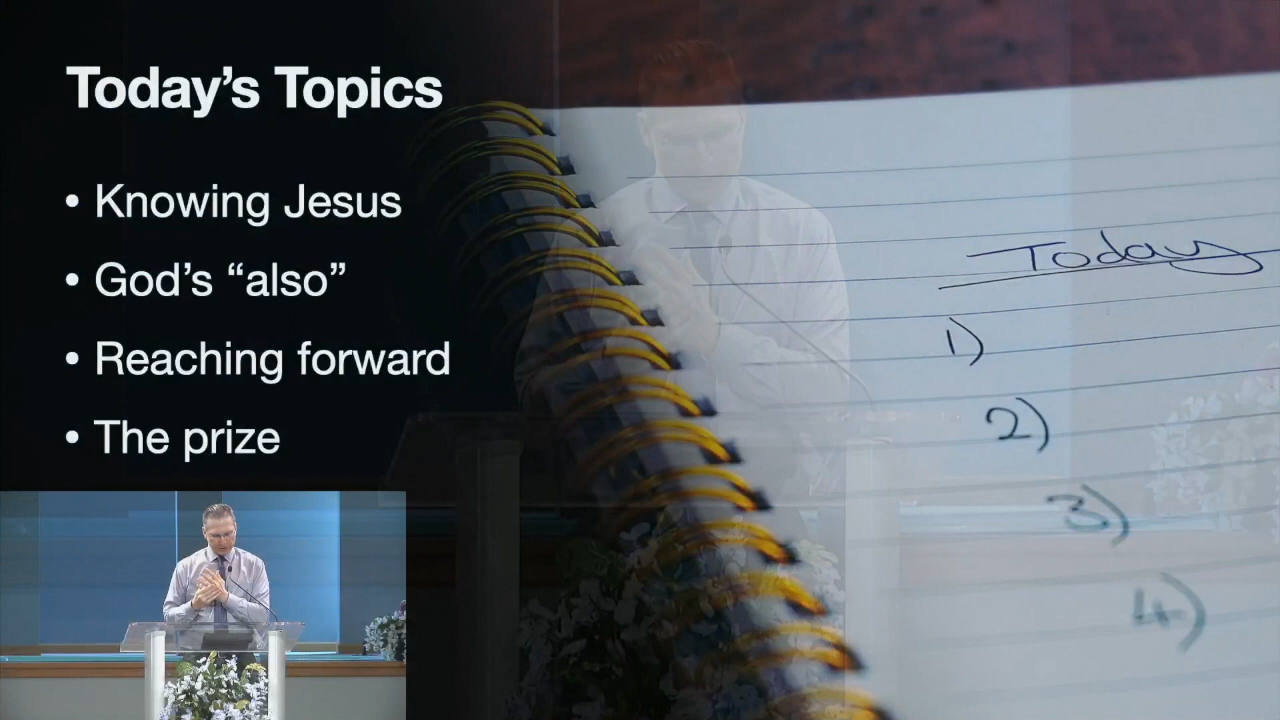 Today’s Topics
• Knowing Jesus
• God’s “also”
• Reaching forward
• The prize
Today
1)
2)
3)
4)